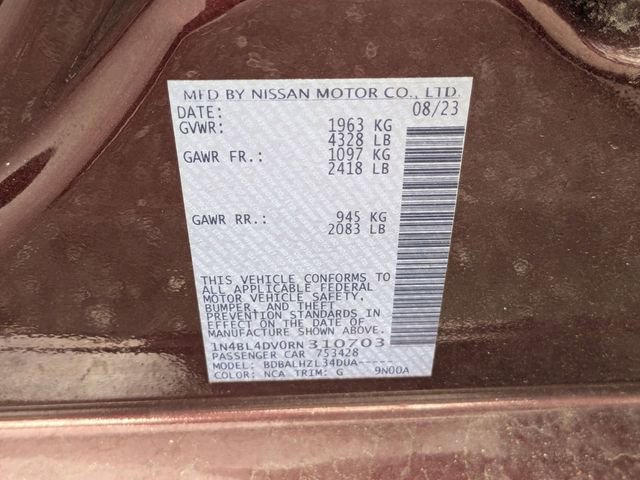 MFD BY NISSAN MOTOR CO., LTD.
DATE: 08/23
GVWR: 1963 KG
4328 LB
GAWR FR.: 1097 KG
2418 LB
GAWR RR.: 945 KG
2083 LB
THIS VEHICLE CONFORMS TO
ALL APPLICABLE FEDERAL
MOTOR VEHICLE SAFETY,
BUMPER, AND THEFT
PREVENTION STANDARDS IN
EFFECT ON THE DATE OF
MANUFACTURE SHOWN ABOVE.
1N4BL4DV0RN310703
PASSENGER CAR 753428
MODEL: BDBALHZL34DUA-----
COLOR: NCA TRIM: G 9N00A